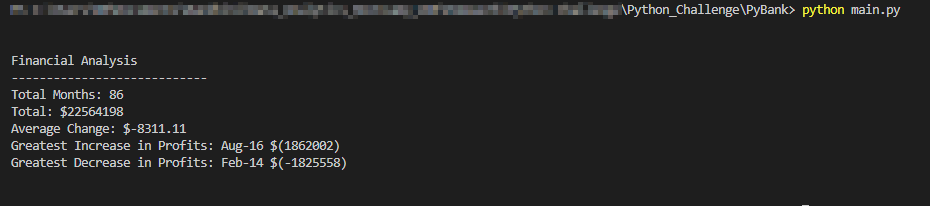 \Python_Challenge\PyBank> python main.py
Financial Analysis
----------------------------
Total Months: 86
Total: $22564198
Average Change: $-8311.11
Greatest Increase in Profits: Aug-16 $(1862002)
Greatest Decrease in Profits: Feb-14 $(-1825558)